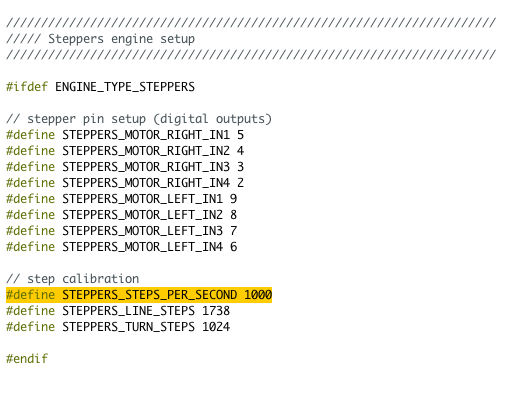 //////////////////////////////////////////////////////////////////////
///// Steppers engine setup
//////////////////////////////////////////////////////////////////////
#ifdef ENGINE_TYPE_STEPPERS
// stepper pin setup (digital outputs)
#define STEPPERS_MOTOR_RIGHT_IN1 5
#define STEPPERS_MOTOR_RIGHT_IN2 4
#define STEPPERS_MOTOR_RIGHT_IN3 3
#define STEPPERS_MOTOR_RIGHT_IN4 2
#define STEPPERS_MOTOR_LEFT_IN1 9
#define STEPPERS_MOTOR_LEFT_IN2 8
#define STEPPERS_MOTOR_LEFT_IN3 7
#define STEPPERS_MOTOR_LEFT_IN4 6
// step calibration
#define STEPPERS_STEPS_PER_SECOND 1000
#define STEPPERS_LINE_STEPS 1738
#define STEPPERS_TURN_STEPS 1024
#endif